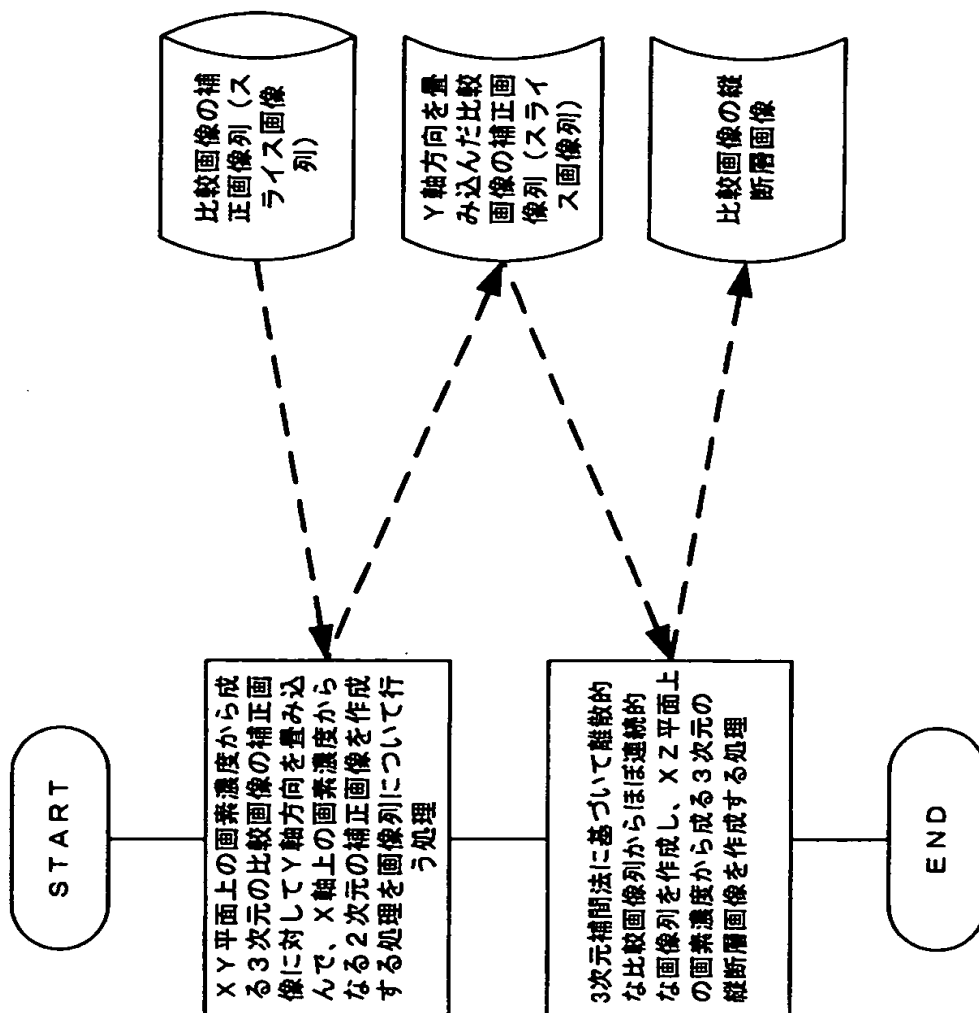 START
XY平面上の画素濃度から成
る3次元の比較画像の補正画
像に対してY軸方向を畳み込
んで、X軸上の画素濃度から
なる2次元の補正画像を作成
する処理を画像列について行
う処理
3次元補間法に基づいて離散的
な比較画像列からほぼ連続的
な画像列を作成し、XZ平面上
の画素濃度から成る3次元の
縦断層画像を作成する処理
END
比較画像の補
正画像列(ス
ライス画像
列)
Y軸方向を畳
み込んだ比較
画像の補正画
像列(スライ
ス画像列)
比較画像の縦
断層画像